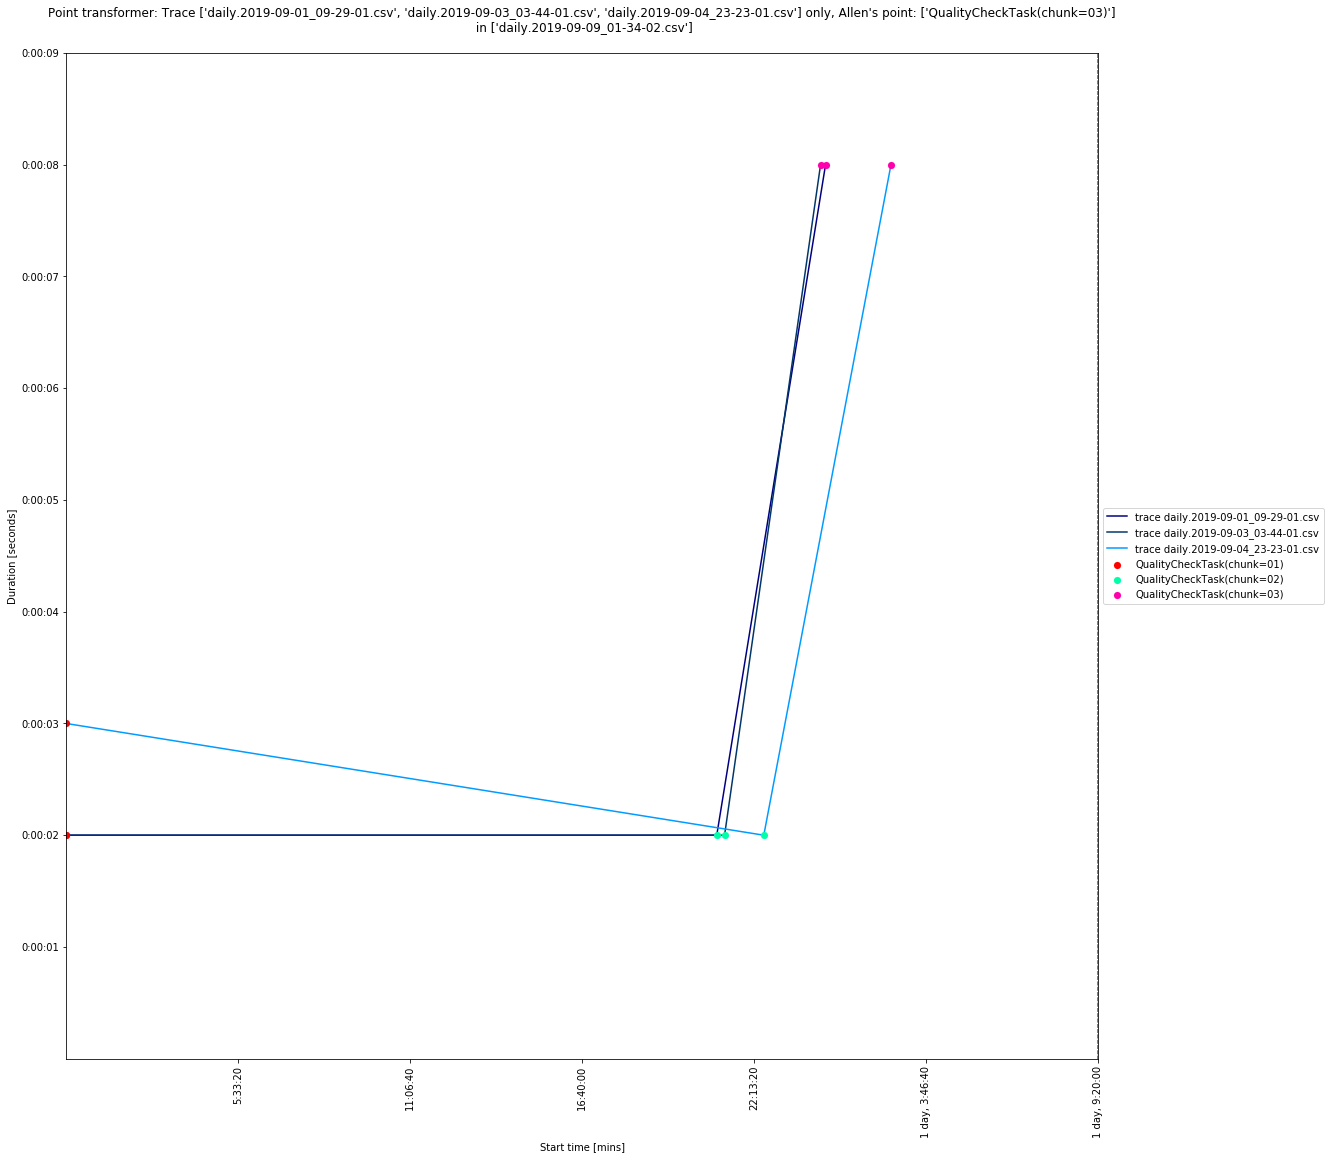 Point transformer: Trace ['daily.2019-09-01_09-29-01.csv', 'daily.2019-09-03_03-44-01.csv', 'daily.2019-09-04_23-23-01.csv'] only, Allen's point: ['QualityCheckTask(chunk=03)']
in ['daily.2019-09-09_01-34-02.csv']
0:00:09
0:00:08
0:00:07
0:00:06
0:00:05
0:00:04
0:00:03
0:00:02
0:00:01
Duration [seconds]
5:33:20
11:06:40
16:40:00
22:13:20
1 day, 3:46:40
1 day, 9:20:00
Start time [mins]
trace daily.2019-09-01_09-29-01.csv
trace daily.2019-09-03_03-44-01.csv
trace daily.2019-09-04_23-23-01.csv
QualityCheckTask(chunk=01)
QualityCheckTask(chunk=02)
QualityCheckTask(chunk=03)